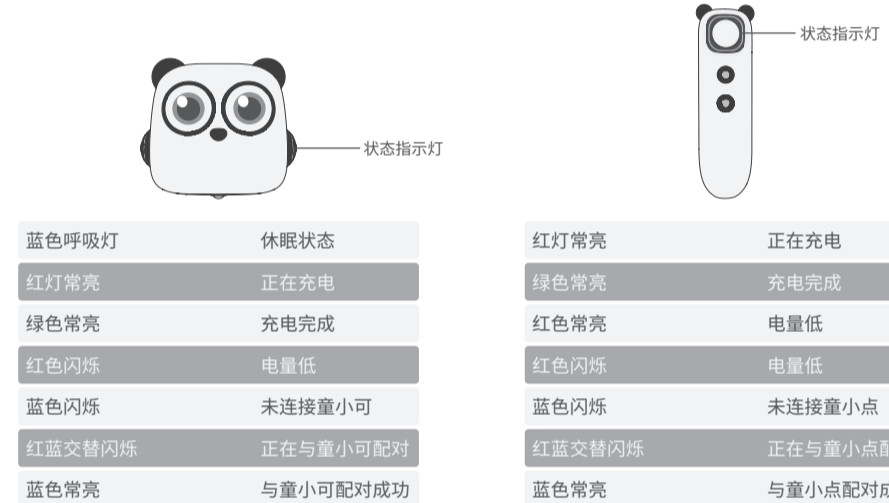 状态指示灯
状态指示灯
蓝色呼吸灯 休眠状态
红灯常亮 正在充电
绿色常亮 充电完成
红色闪烁 电量低
蓝色闪烁 未连接童小可
红蓝交替闪烁 正在与童小可配对
蓝色常亮 与童小可配对成功
红灯常亮 正在充电
绿色常亮 充电完成
红色常亮 电量低
红色闪烁 电量低
蓝色闪烁 未连接童小点
红蓝交替闪烁 正在与童小点配
蓝色常亮 与童小点配对成